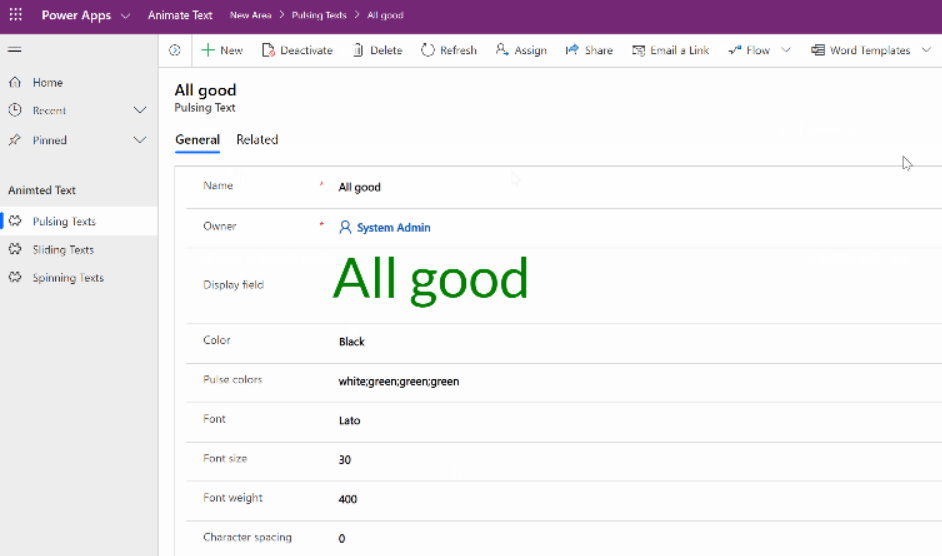 Power Apps Animate Text New Area > Pulsing Texts > All good
New Deactivate Delete Refresh Assign Share Email a Link Flow Word Templates
Home
Recent
Pinned
Animted Text
Pulsing Texts
Sliding Texts
Spinning Texts
All good
Pulsing Text
General Related
Name * All good
Owner * System Admin
Display field All good
Color Black
Pulse colors white;green;green;green
Font Lato
Font size 30
Font weight 400
Character spacing 0